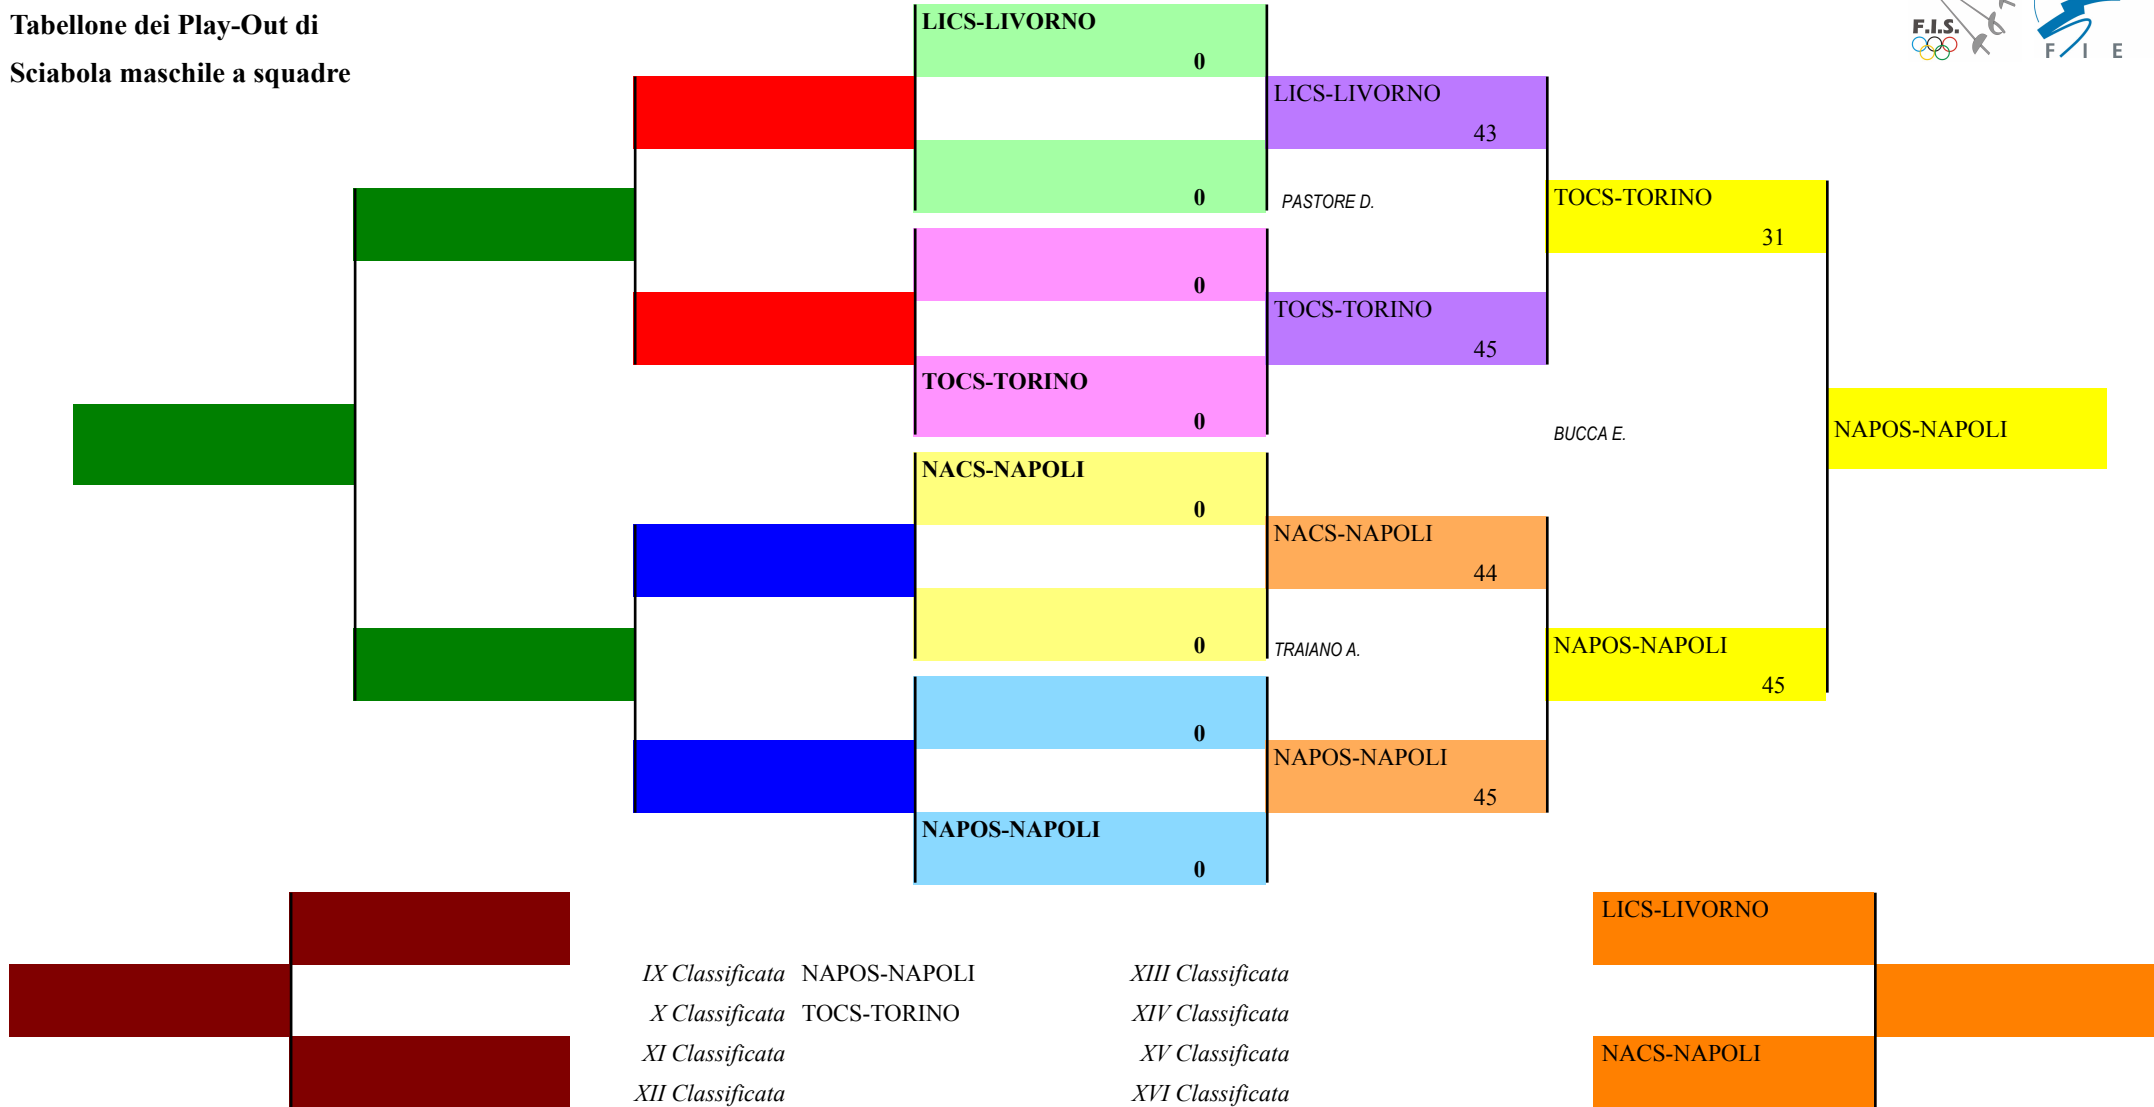 Tabellone dei Play-Out di
Sciabola maschile a squadre
F.I.S.
F I E
LICS-LIVORNO
0
LICS-LIVORNO
43
0
PASTORE D.
TOCS-TORINO
31
0
TOCS-TORINO
45
TOCS-TORINO
0
BUCCA E.
NAPOS-NAPOLI
NACS-NAPOLI
0
NACS-NAPOLI
44
0
TRAIANO A.
NAPOS-NAPOLI
45
0
NAPOS-NAPOLI
45
NAPOS-NAPOLI
0
LICS-LIVORNO
NACS-NAPOLI
IX Classificata NAPOS-NAPOLI
X Classificata TOCS-TORINO
XI Classificata
XII Classificata
XIII Classificata
XIV Classificata
XV Classificata
XVI Classificata